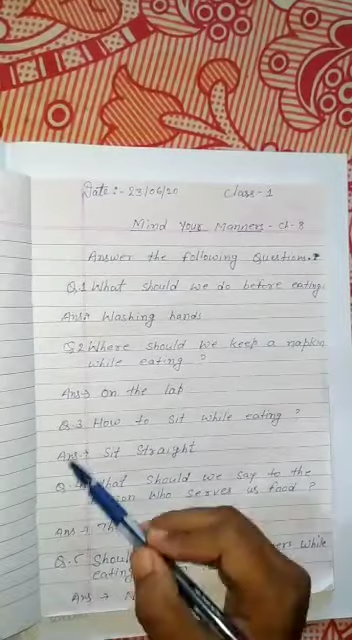 Date:- 23/06/20 Class-1
Mind Your Manners - Ch-8
Answer the following Question.
Q.1 What should we do before eating
Ans→ Washing hands
Q.2 Where should we keep a napkin
while eating ?
Ans→ On the lap
Q.3 How to sit while eating ?
Ans→ Sit Straight
Q. What should we say to the
who serves us food ?
Ans →
Q.5 while
eating
Ans →